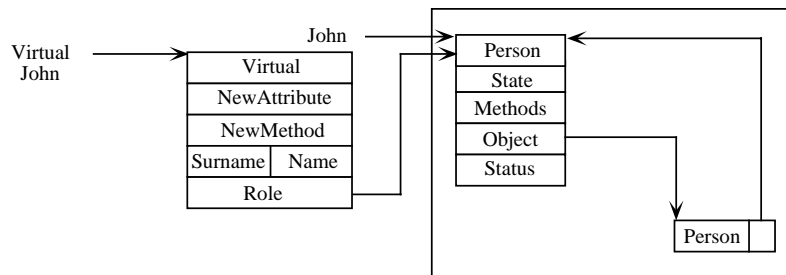 John
Virtual
John
Virtual
NewAttribute
NewMethod
Surname Name
Role
Person
State
Methods
Object
Status
Person